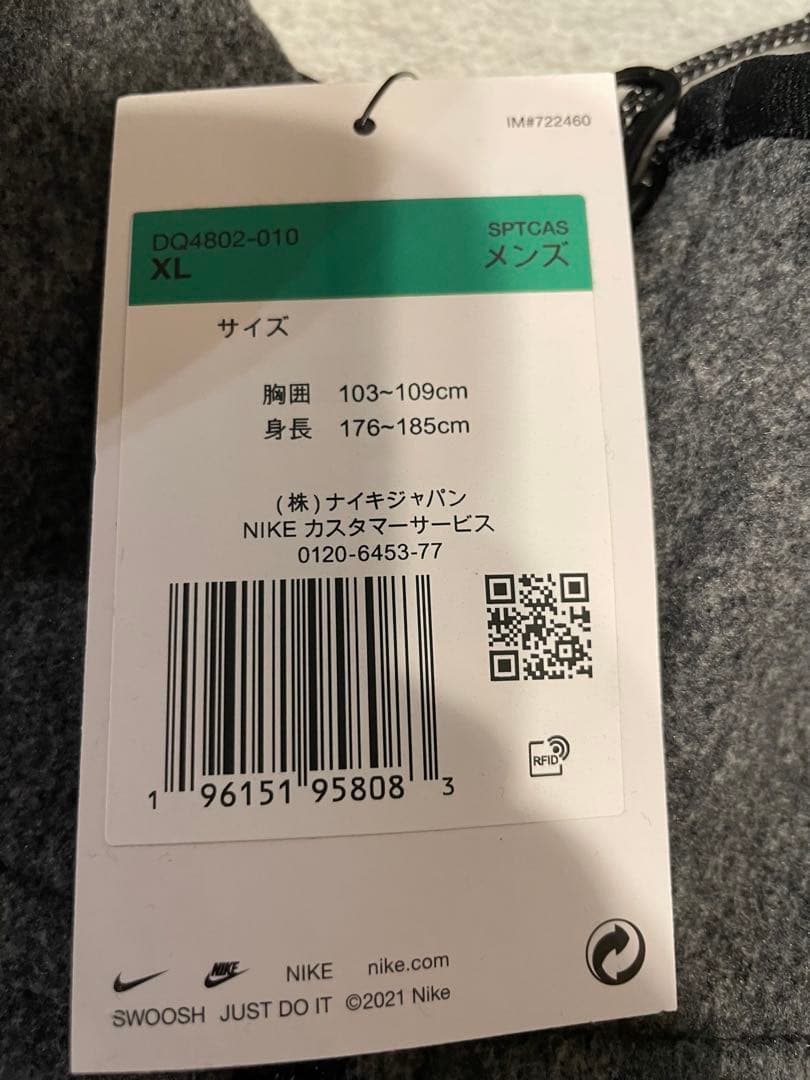 IM#722460
DQ4802-010
XL
SPTCAS
メンズ
サイズ
胸囲 103~109cm
身長 176~185cm
(株)ナイキジャパン
NIKE カスタマーサービス
0120-6453-77
1 96151 95808 3
RFID
NIKE NIKE nike.com
SWOOSH JUST DO IT ©2021 Nike